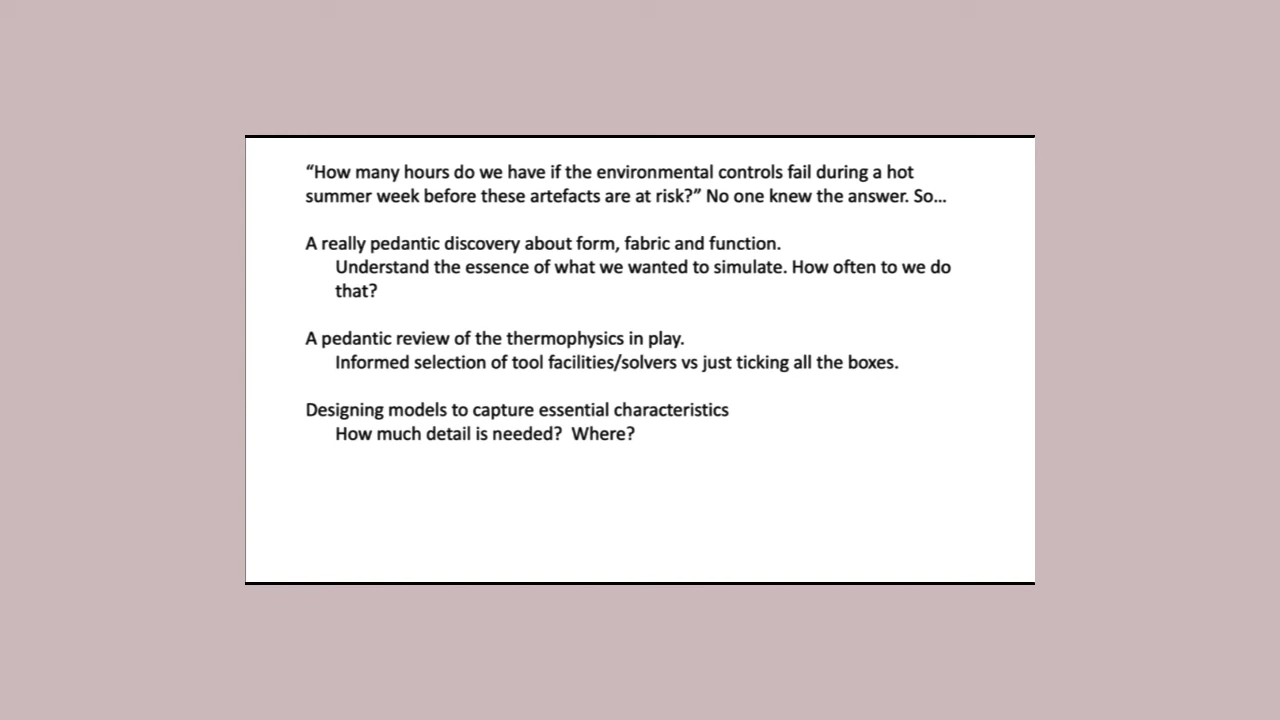 “How many hours do we have if the environmental controls fail during a hot
summer week before these artefacts are at risk?” No one knew the answer. So…
A really pedantic discovery about form, fabric and function.
Understand the essence of what we wanted to simulate. How often to we do
that?
A pedantic review of the thermophysics in play.
Informed selection of tool facilities/solvers vs just ticking all the boxes.
Designing models to capture essential characteristics
How much detail is needed?  Where?